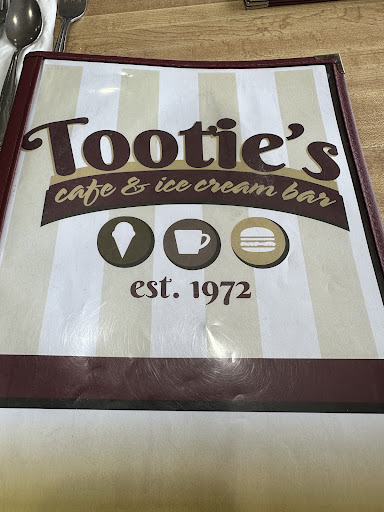 Tootie's
cafe & ice cream bar
est. 1972